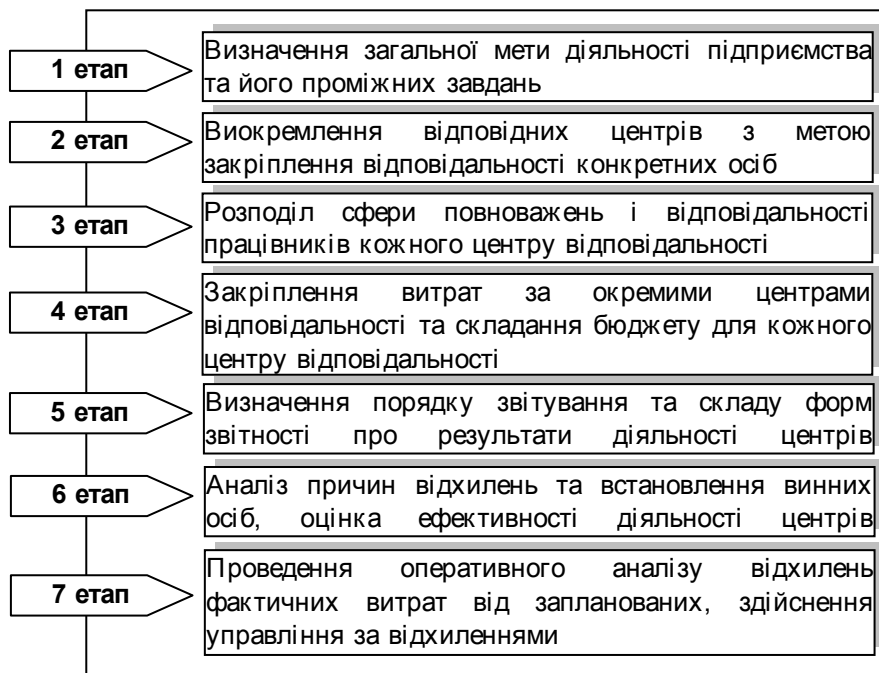 1 етап
Визначення загальної мети діяльності підприємства
та його проміжних завдань
2 етап
Виокремлення відповідних центрів з метою
закріплення відповідальності конкретних осіб
3 етап
Розподіл сфери повноважень і відповідальності
працівників кожного центру відповідальності
4 етап
Закріплення витрат за окремими центрами
відповідальності та складання бюджету для кожного
центру відповідальності
5 етап
Визначення порядку звітування та складу форм
звітності про результати діяльності центрів
6 етап
Аналіз причин відхилень та встановлення винних
осіб, оцінка ефективності діяльності центрів
7 етап
Проведення оперативного аналізу відхилень
фактичних витрат від запланованих, здійснення
управління за відхиленнями